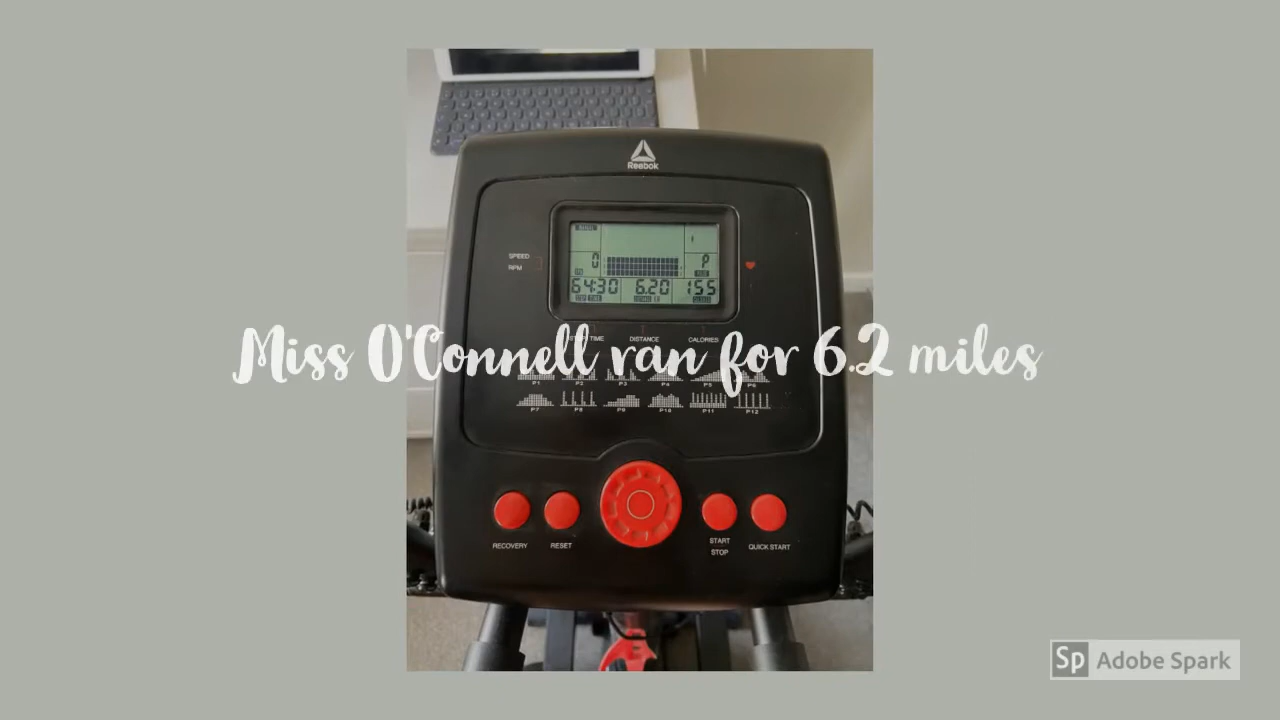 Reebok
SPEED
RPM
0
P
64:30 6.20 155
TIME DISTANCE CALORIES
Miss O'Connell ran for 6.2 miles
P1 P2 P3 P4 P5 P6
P7 P8 P9 P10 P11 P12
RECOVERY RESET START STOP QUICK START
Sp Adobe Spark